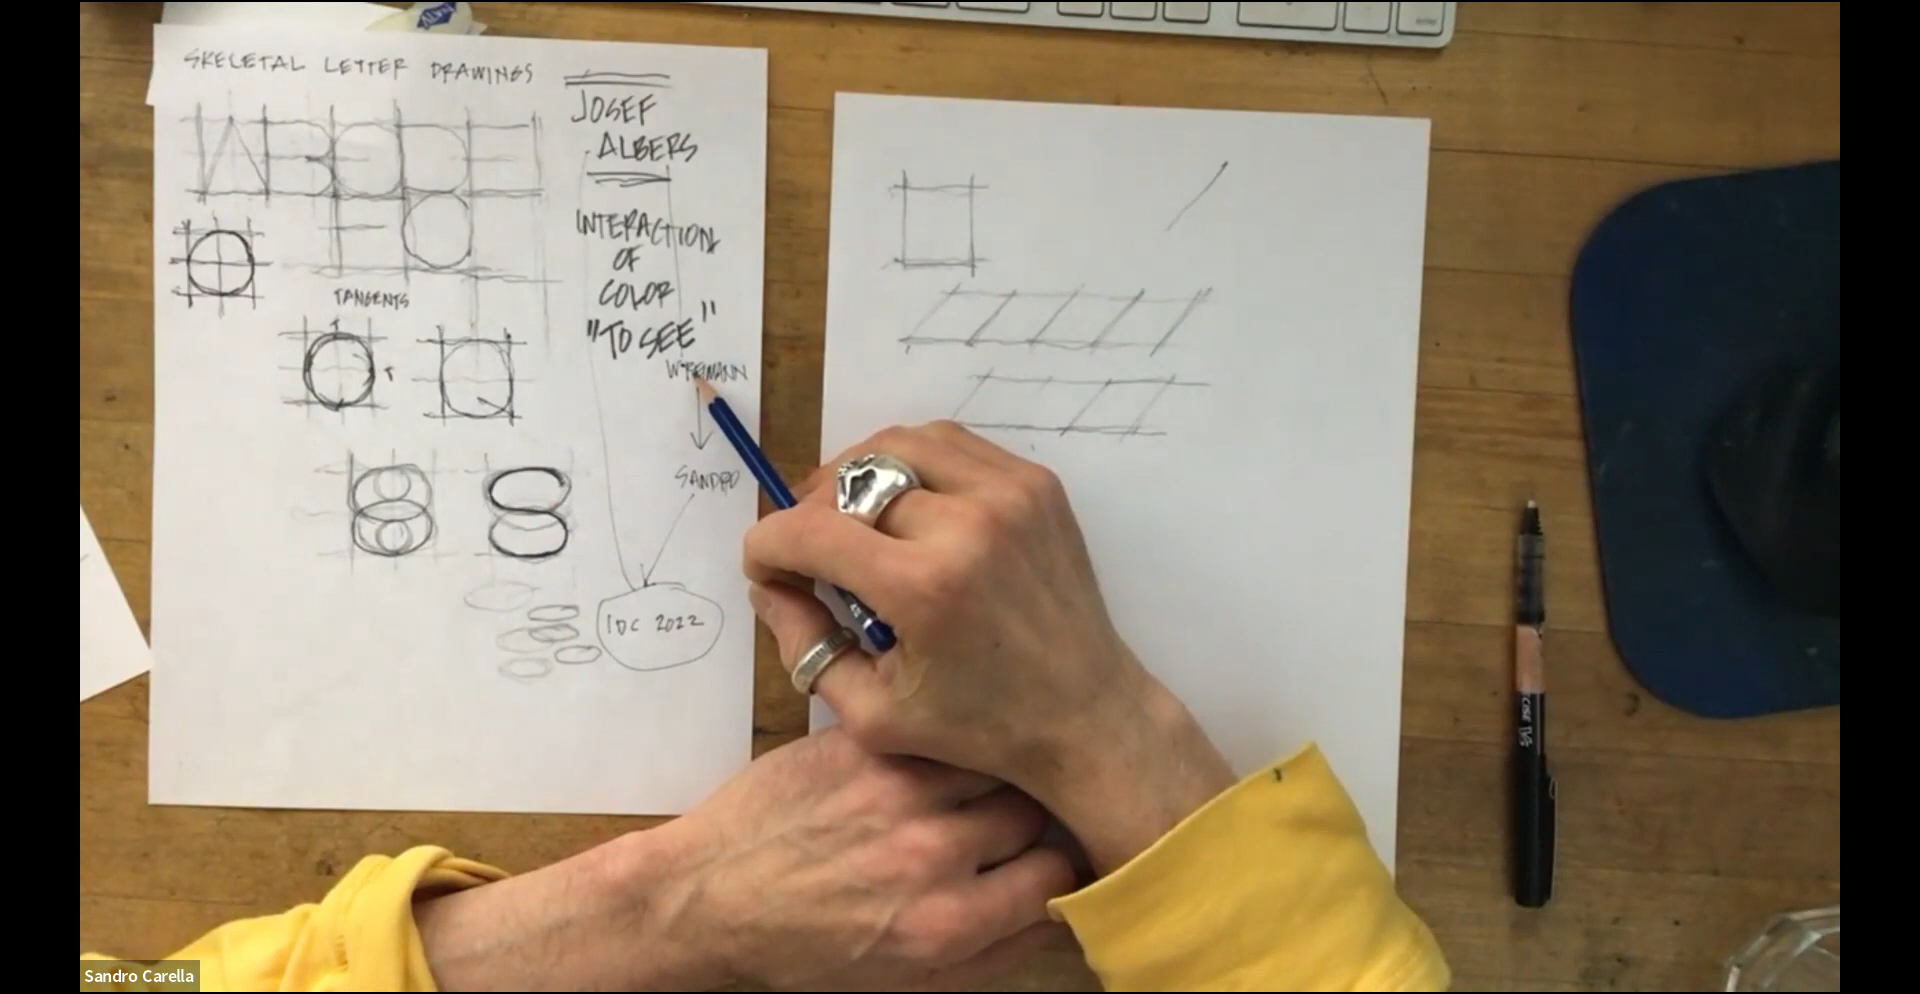 SKELETAL LETTER DRAWINGS
JOSEF
ALBERS
INTERACTION
OF
COLOR
"TO SEE"
TANGENTS
T
T
SANDRO
IDC 2022
Sandro Carella